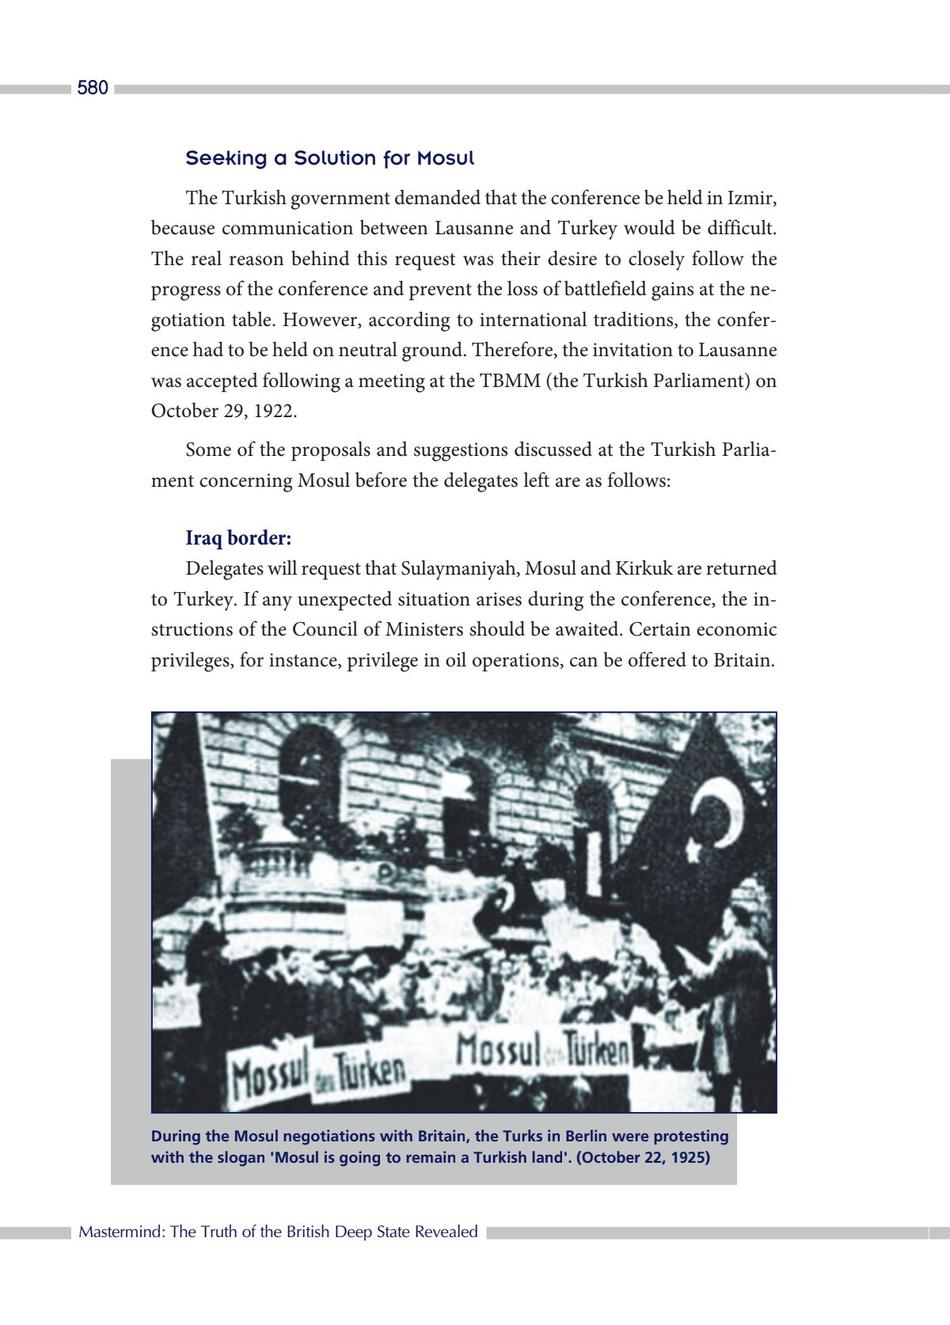 580
Seeking a Solution for Mosul
The Turkish government demanded that the conference be held in Izmir,
because communication between Lausanne and Turkey would be difficult.
The real reason behind this request was their desire to closely follow the
progress of the conference and prevent the loss of battlefield gains at the ne-
gotiation table. However, according to international traditions, the confer-
ence had to be held on neutral ground. Therefore, the invitation to Lausanne
was accepted following a meeting at the TBMM (the Turkish Parliament) on
October 29, 1922.
Some of the proposals and suggestions discussed at the Turkish Parlia-
ment concerning Mosul before the delegates left are as follows:
Iraq border:
Delegates will request that Sulaymaniyah, Mosul and Kirkuk are returned
to Turkey. If any unexpected situation arises during the conference, the in-
structions of the Council of Ministers should be awaited. Certain economic
privileges, for instance, privilege in oil operations, can be offered to Britain.
Mossul den Türken
Mossul den Türken
During the Mosul negotiations with Britain, the Turks in Berlin were protesting
with the slogan 'Mosul is going to remain a Turkish land'. (October 22, 1925)
Mastermind: The Truth of the British Deep State Revealed